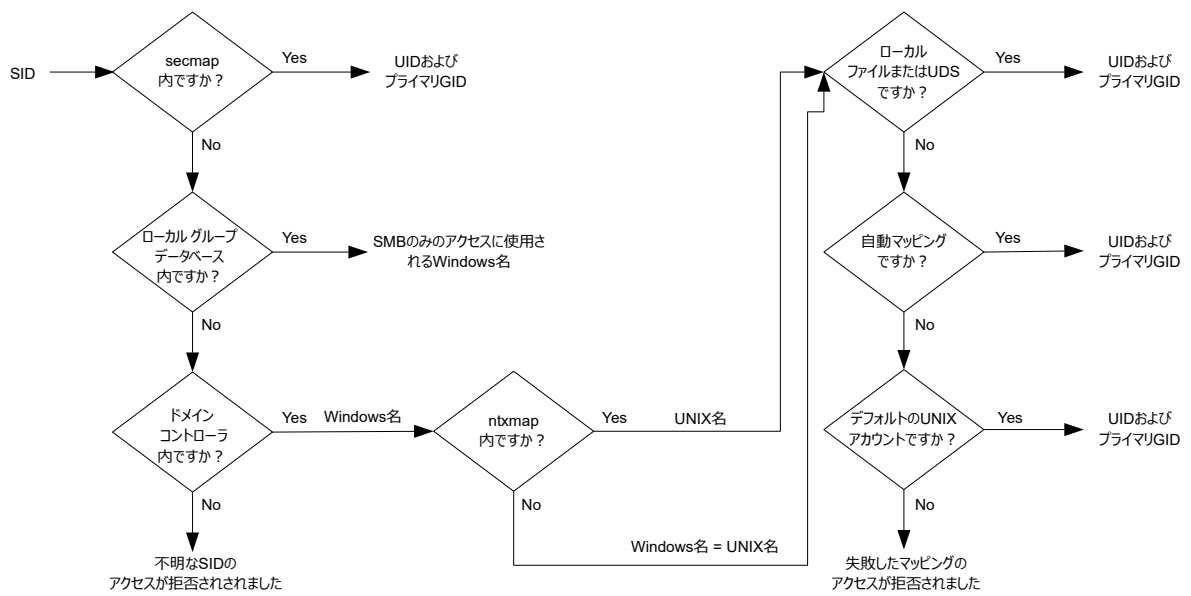 SID
secmap
内ですか？
Yes
UIDおよび
プライマリGID
No
ローカル グループ
データベース
内ですか？
Yes
SMBのみのアクセスに使用さ
れるWindows名
No
ドメイン
コントローラ
内ですか？
Yes
Windows名
No
不明なSIDの
アクセスが拒否されされました
ntxmap
内ですか？
Yes
UNIX名
No
Windows名 = UNIX名
ローカル
ファイルまたはUDS
ですか？
Yes
UIDおよび
プライマリGID
No
自動マッピング
ですか？
Yes
UIDおよび
プライマリGID
No
デフォルトのUNIX
アカウントですか？
Yes
UIDおよび
プライマリGID
No
失敗したマッピングの
アクセスが拒否されました